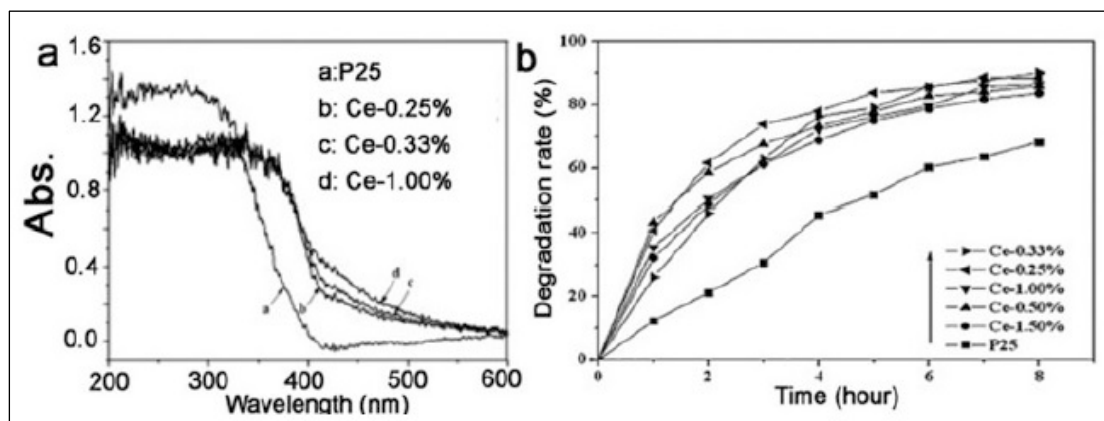 a
a:P25
b: Ce-0.25%
c: Ce-0.33%
d: Ce-1.00%
Abs.
1.6
1.2
0.8
0.4
0.0
a
b
c
d
200 300 400 500 600
Wavelength (nm)
b
Degradation rate (%)
100
80
60
40
20
0
Ce-0.33%
Ce-0.25%
Ce-1.00%
Ce-0.50%
Ce-1.50%
P25
0 2 4 6 8
Time (hour)